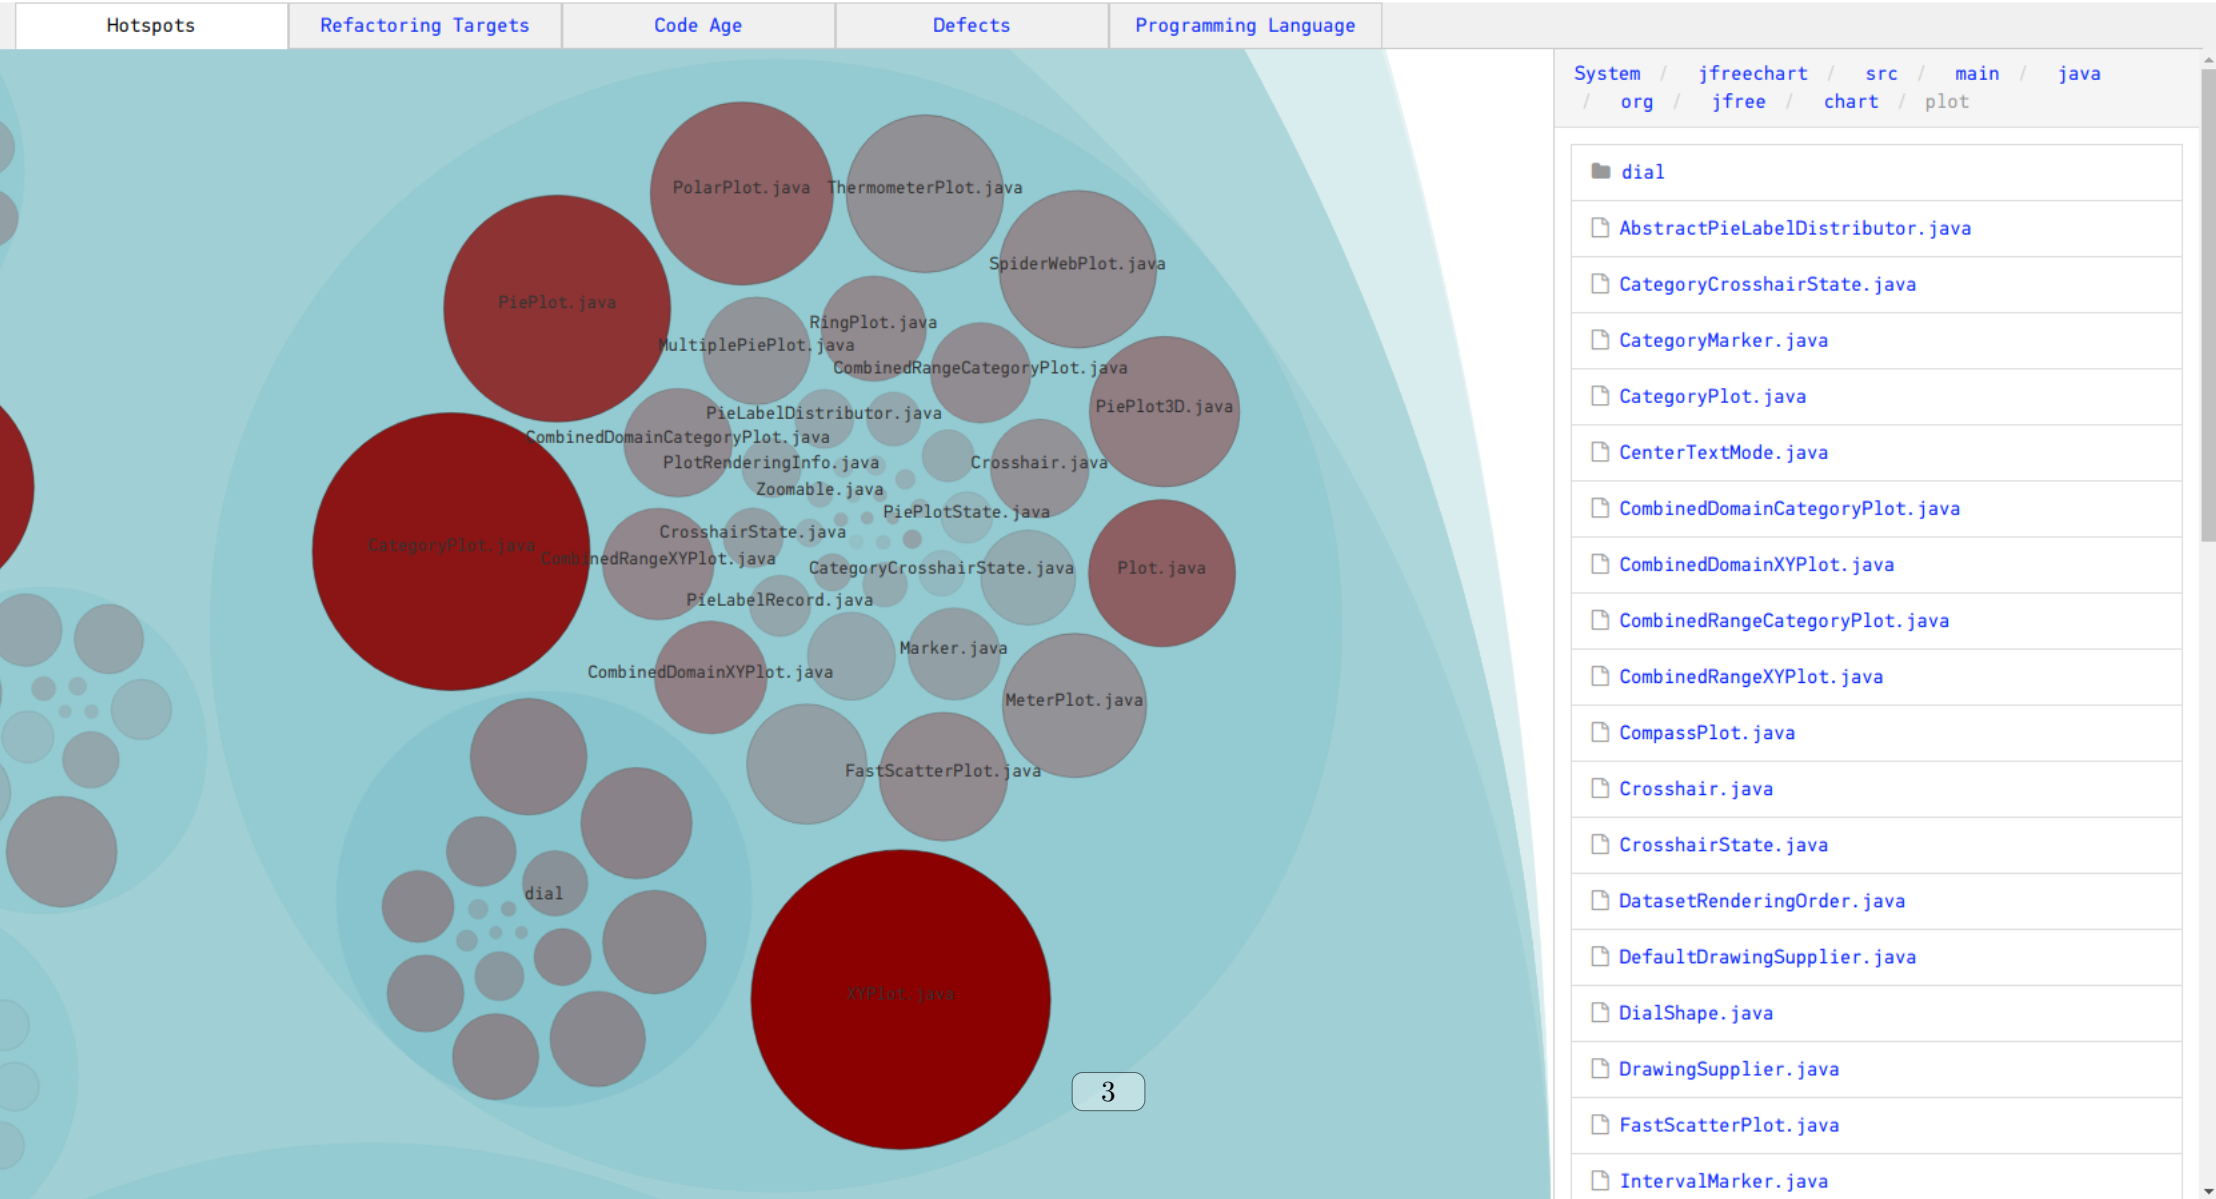 Hotspots
Refactoring Targets
Code Age
Defects
Programming Language
System / jfreechart / src / main / java
/ org / jfree / chart / plot
dial
AbstractPieLabelDistributor.java
CategoryCrosshairState.java
CategoryMarker.java
CategoryPlot.java
CenterTextMode.java
CombinedDomainCategoryPlot.java
CombinedDomainXYPlot.java
CombinedRangeCategoryPlot.java
CombinedRangeXYPlot.java
CompassPlot.java
Crosshair.java
CrosshairState.java
DatasetRenderingOrder.java
DefaultDrawingSupplier.java
DialShape.java
DrawingSupplier.java
FastScatterPlot.java
IntervalMarker.java
PolarPlot.java
ThermometerPlot.java
SpiderWebPlot.java
PiePlot.java
RingPlot.java
MultiplePiePlot.java
CombinedRangeCategoryPlot.java
PiePlot3D.java
PieLabelDistributor.java
CombinedDomainCategoryPlot.java
PlotRenderingInfo.java
Crosshair.java
Zoomable.java
PiePlotState.java
CrosshairState.java
CategoryPlot.java
CombinedRangeXYPlot.java
CategoryCrosshairState.java
Plot.java
PieLabelRecord.java
Marker.java
CombinedDomainXYPlot.java
MeterPlot.java
FastScatterPlot.java
dial
XYPlot.java
3